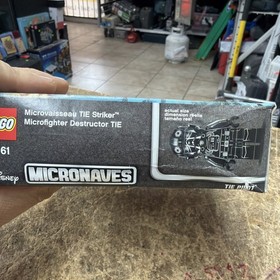 LEGO
Microvaisseau TIE Striker™
Microfighter Destructor TIE
actual size
dimension réelle
tamaño real
61
Disney
MICRONAVES
TIE PILOT